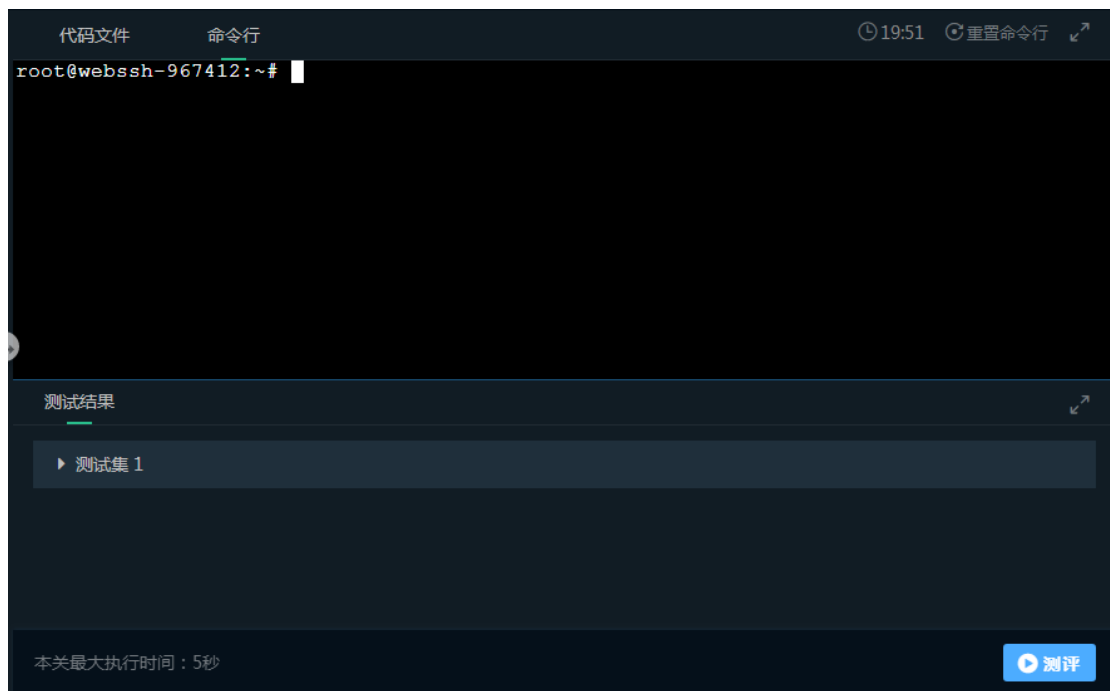 代码文件 命令行 19:51 重置命令行
root@webssh-967412:~#
测试结果
测试集 1
本关最大执行时间：5秒 测评